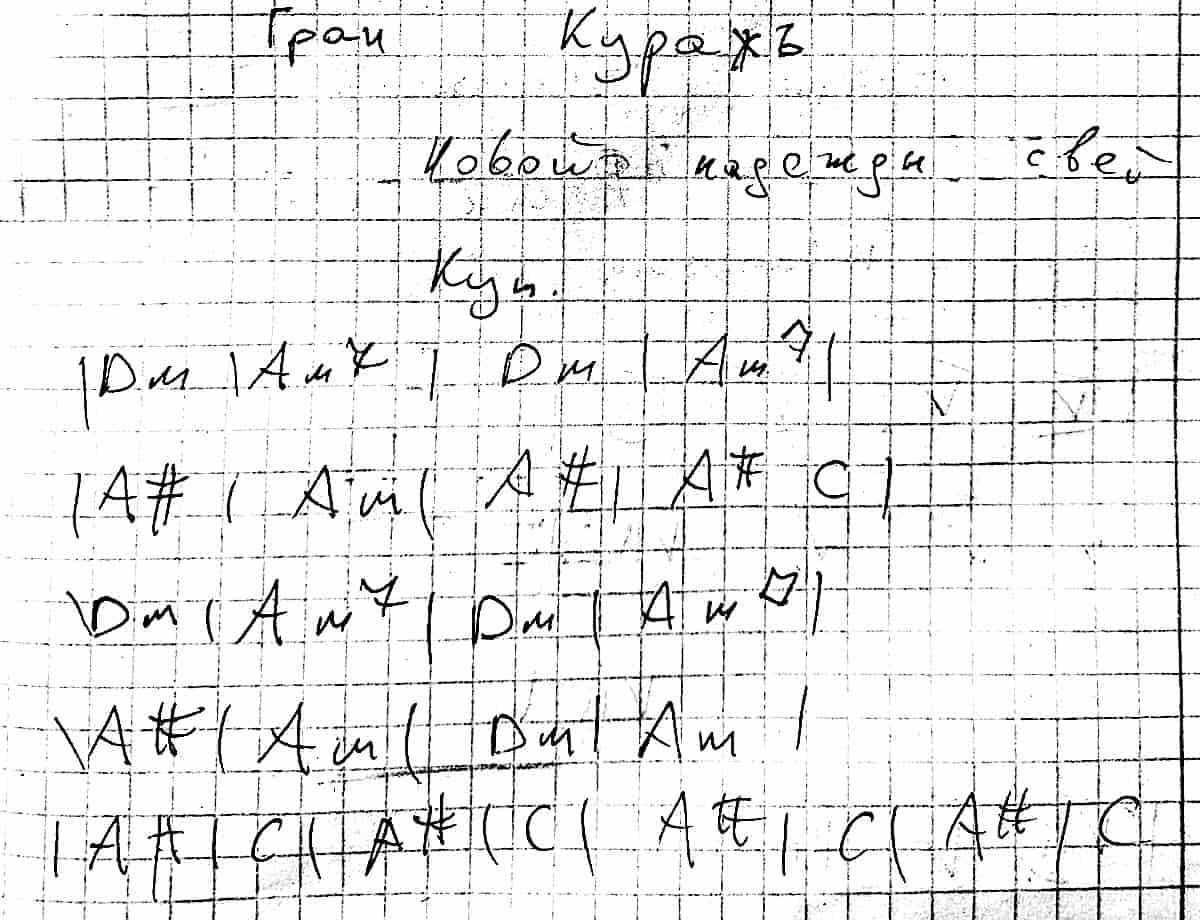 Гран Куражъ
Новой надежды свет
Куп.
|Dm |Am7 | Dm | Am7|
|A# | Am | A# | A# C |
|Dm | Am7 | Dm | Am7|
|A# | Am | Dm | Am |
| A# | C | A# | C | A# | C | A# | C